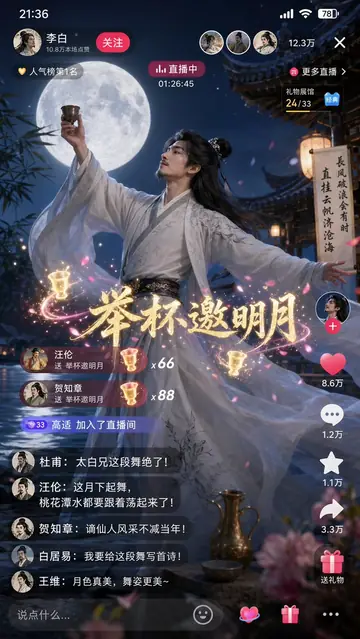 21:36
78
李白
10.8万本场点赞
关注
12.3万
人气榜第1名
直播中
更多直播
01:26:45
礼物展馆
24/33
经典
長风破浪会有时
直挂云帆济沧海
举杯邀明月
汪伦
送 举杯邀明月
x66
贺知章
送 举杯邀明月
x88
33 高适 加入了直播间
杜甫：太白兄这段舞绝了！
汪伦：这月下起舞，
桃花潭水都要跟着荡起来了！
贺知章：谪仙人风采不减当年！
白居易：我要给这段舞写首诗！
王维：月色真美，舞姿更美~
8.6万
1.2万
1.1万
3.3万
送礼物
说点什么...